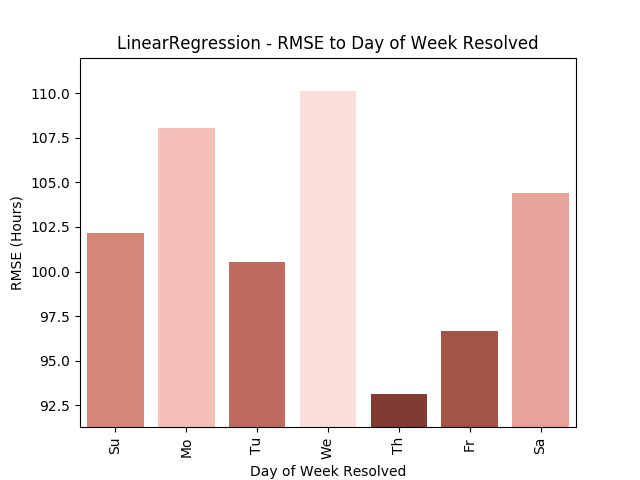 LinearRegression - RMSE to Day of Week Resolved
RMSE (Hours)
110.0
107.5
105.0
102.5
100.0
97.5
95.0
92.5
Su Mo Tu We Th Fr Sa
Day of Week Resolved